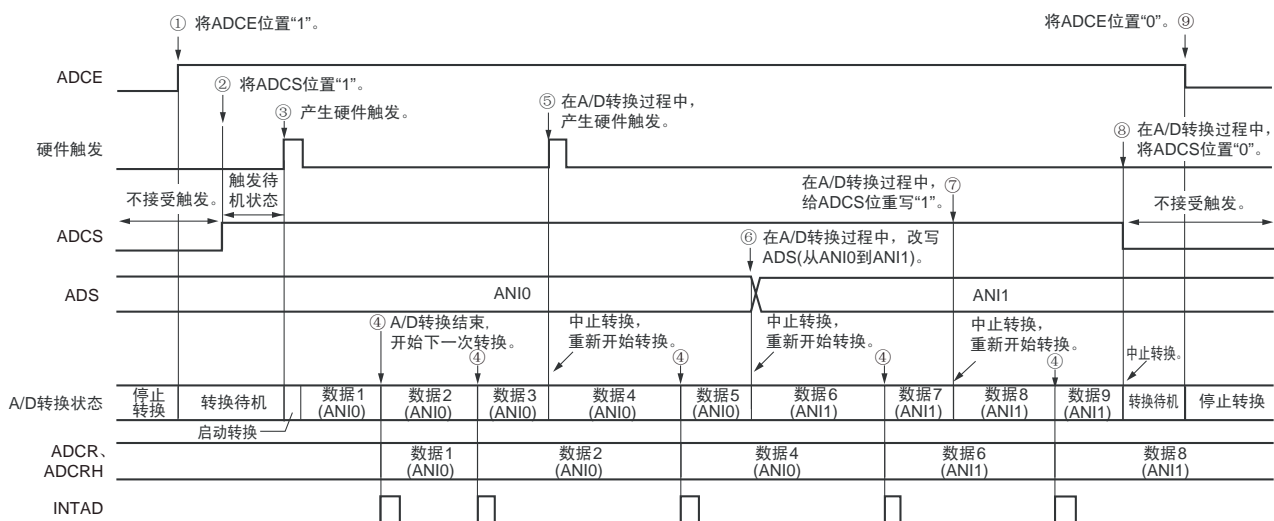 ① 将ADCE位置“1”。
将ADCE位置“0”。⑨
ADCE
② 将ADCS位置“1”。
③ 产生硬件触发。
⑤ 在A/D转换过程中，
产生硬件触发。
⑧ 在A/D转换过程中，
将ADCS位置“0”。
硬件触发
不接受触发。
触发待
机状态
在A/D转换过程中，⑦
给ADCS位重写“1”。
不接受触发。
ADCS
⑥ 在A/D转换过程中，改写
ADS(从ANI0到ANI1)。
ADS
ANI0
ANI1
④ A/D转换结束,
开始下一次转换。
④
中止转换，
重新开始转换。
④
中止转换，
重新开始转换。
④
中止转换，
重新开始转换。
④
中止转换。
A/D转换状态
停止
转换
转换待机
启动转换
数据1
(ANI0)
数据2
(ANI0)
数据3
(ANI0)
数据4
(ANI0)
数据5
(ANI0)
数据6
(ANI1)
数据7
(ANI1)
数据8
(ANI1)
数据9
(ANI1)
转换待机
停止转换
ADCR、
ADCRH
数据1
(ANI0)
数据2
(ANI0)
数据4
(ANI0)
数据6
(ANI1)
数据8
(ANI1)
INTAD